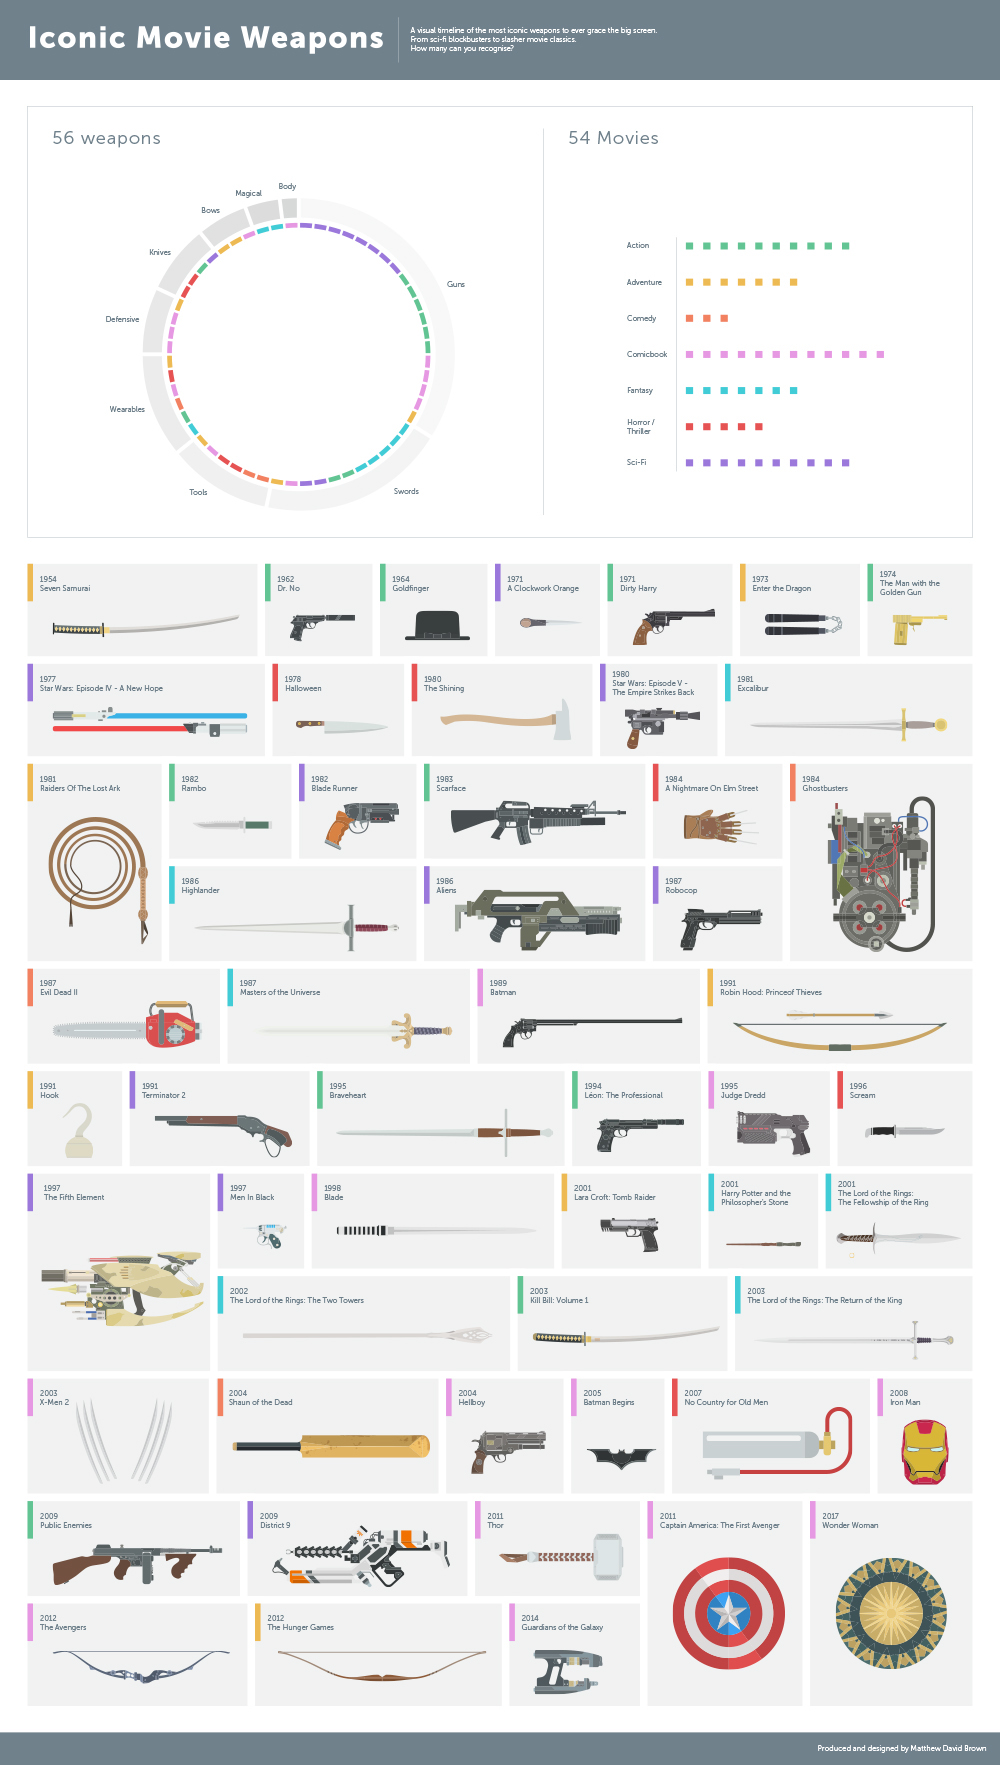 Iconic Movie Weapons
A visual timeline of the most iconic weapons to ever grace the big screen.
From sci-fi blockbusters to slasher movie classics.
How many can you recognise?
56 weapons
54 Movies
Body
Magical
Bows
Knives
Defensive
Wearables
Tools
Swords
Guns
Action
Adventure
Comedy
Comicbook
Fantasy
Horror /
Thriller
Sci-Fi
1954
Seven Samurai
1962
Dr. No
1964
Goldfinger
1971
A Clockwork Orange
1971
Dirty Harry
1973
Enter the Dragon
1974
The Man with the
Golden Gun
1977
Star Wars: Episode IV - A New Hope
1978
Halloween
1980
The Shining
1980
Star Wars: Episode V -
The Empire Strikes Back
1981
Excalibur
1981
Raiders Of The Lost Ark
1982
Rambo
1982
Blade Runner
1983
Scarface
1984
A Nightmare On Elm Street
1984
Ghostbusters
1986
Highlander
1986
Aliens
1987
Robocop
1987
Evil Dead II
1987
Masters of the Universe
1989
Batman
1991
Robin Hood: Princeof Thieves
1991
Hook
1991
Terminator 2
1995
Braveheart
1994
Léon: The Professional
1995
Judge Dredd
1996
Scream
1997
The Fifth Element
1997
Men In Black
1998
Blade
2001
Lara Croft: Tomb Raider
2001
Harry Potter and the
Philosopher's Stone
2001
The Lord of the Rings:
The Fellowship of the Ring
2002
The Lord of the Rings: The Two Towers
2003
Kill Bill: Volume 1
2003
The Lord of the Rings: The Return of the King
2003
X-Men 2
2004
Shaun of the Dead
2004
Hellboy
2005
Batman Begins
2007
No Country for Old Men
2008
Iron Man
2009
Public Enemies
2009
District 9
2011
Thor
2011
Captain America: The First Avenger
2017
Wonder Woman
2012
The Avengers
2012
The Hunger Games
2014
Guardians of the Galaxy
Produced and designed by Matthew David Brown